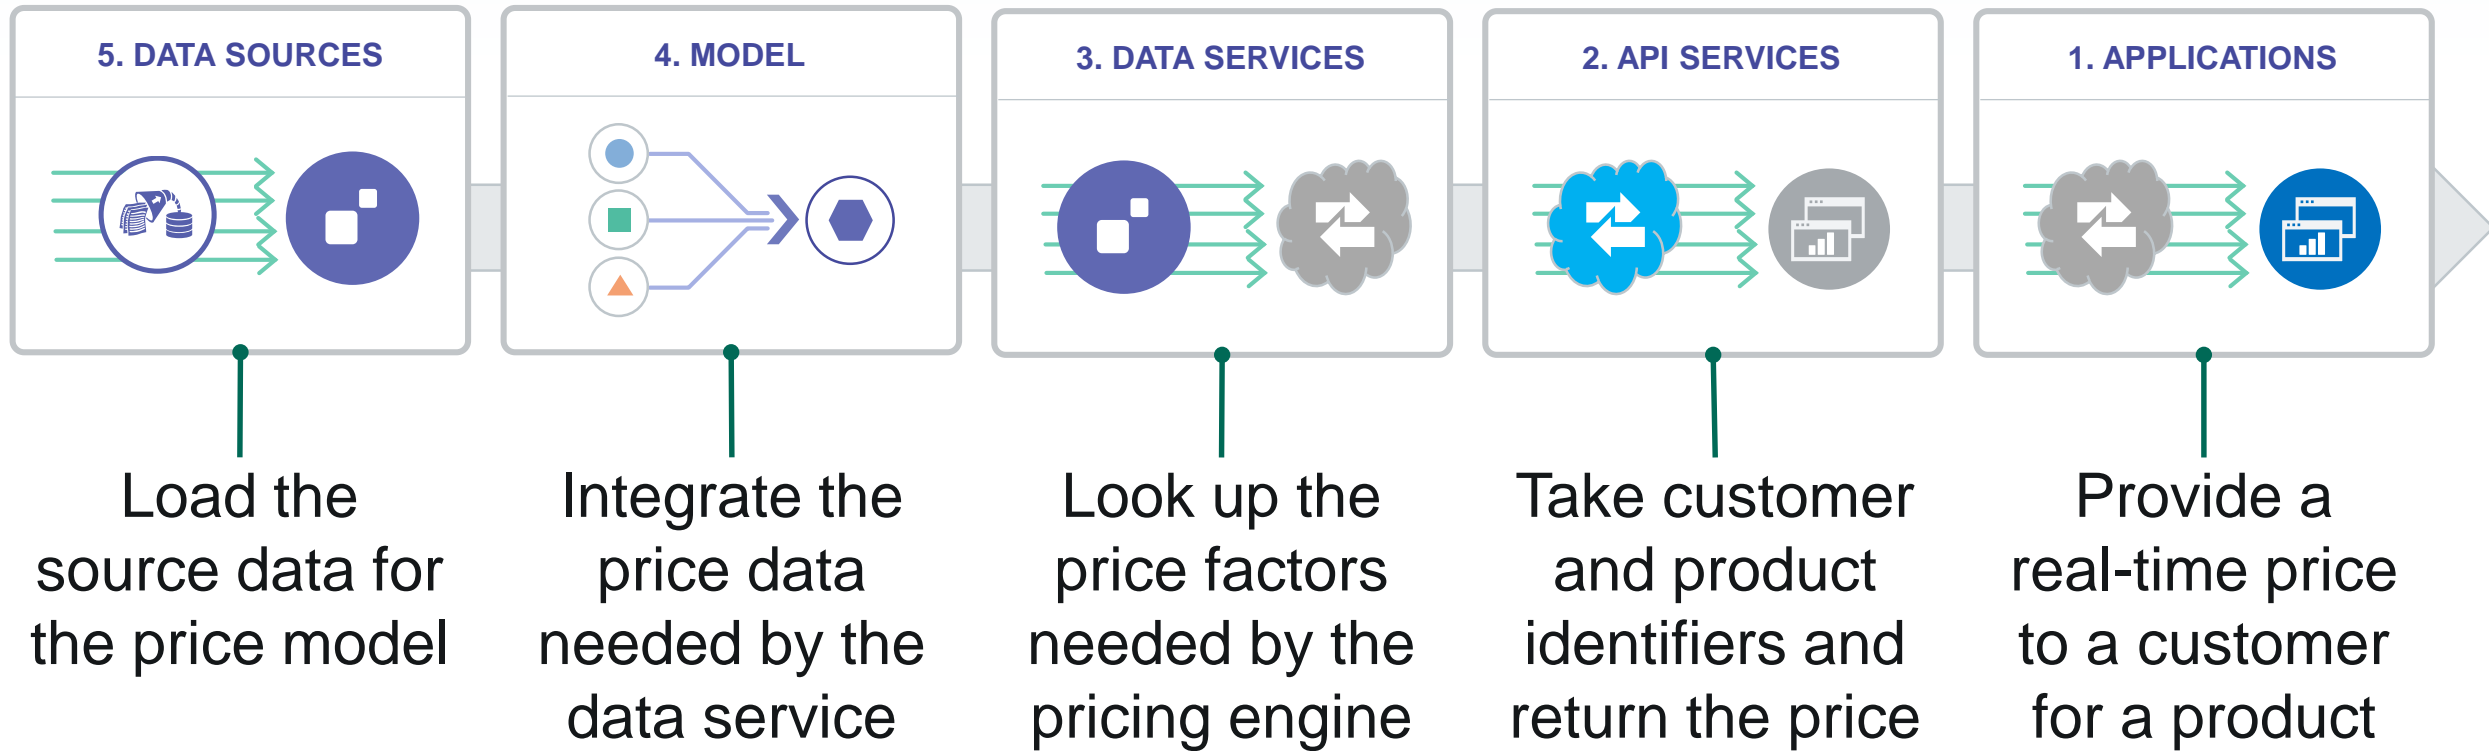 5. DATA SOURCES
4. MODEL
3. DATA SERVICES
2. API SERVICES
1. APPLICATIONS
Load the
source data for
the price model
Integrate the
price data
needed by the
data service
Look up the
price factors
needed by the
pricing engine
Take customer
and product
identifiers and
return the price
Provide a
real-time price
to a customer
for a product